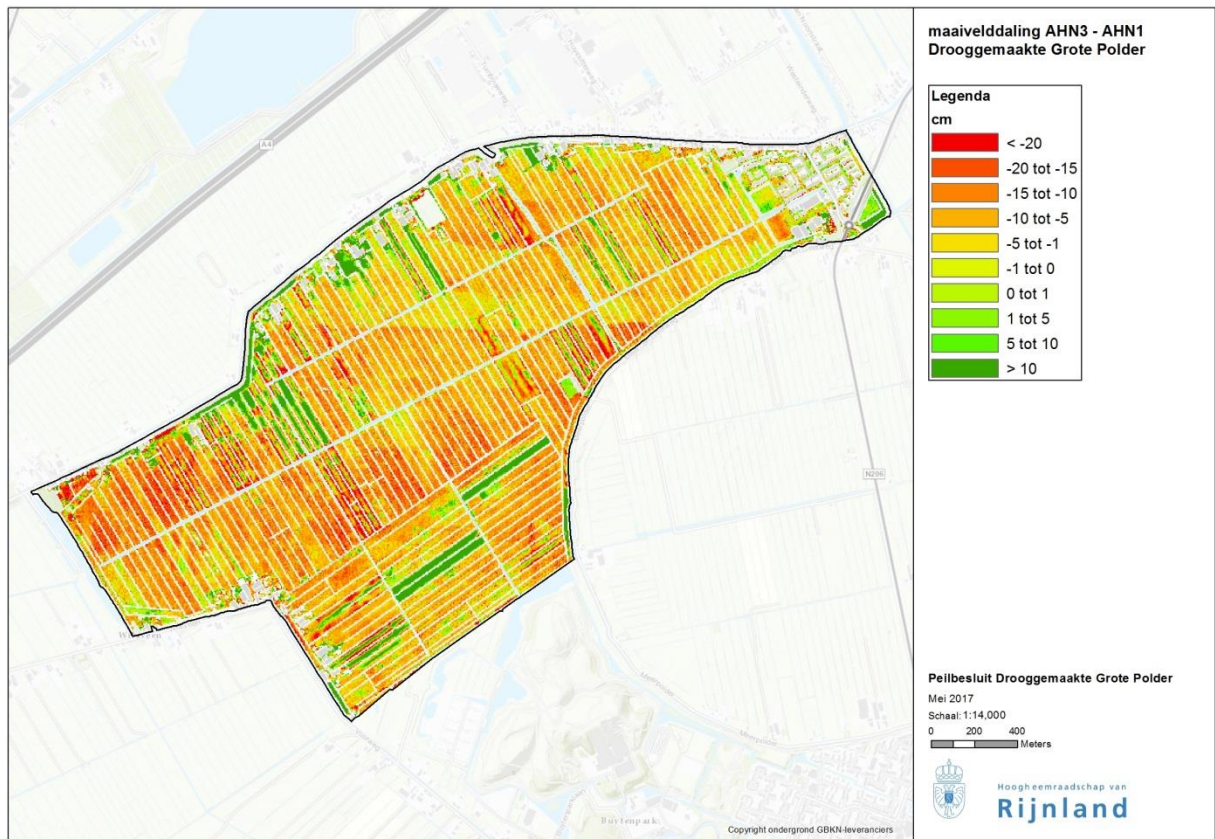 maaivelddaling AHN3 - AHN1
Drooggemaakte Grote Polder
Legenda
cm
< -20
-20 tot -15
-15 tot -10
-10 tot -5
-5 tot -1
-1 tot 0
0 tot 1
1 tot 5
5 tot 10
> 10
A4
N206
Meerpolder
Buytenpark
Copyright ondergrond GBKN-leveranciers
Peilbesluit Drooggemaakte Grote Polder
Mei 2017
Schaal: 1:14,000
0 200 400
Meters
Hoogheemraadschap van
Rijnland